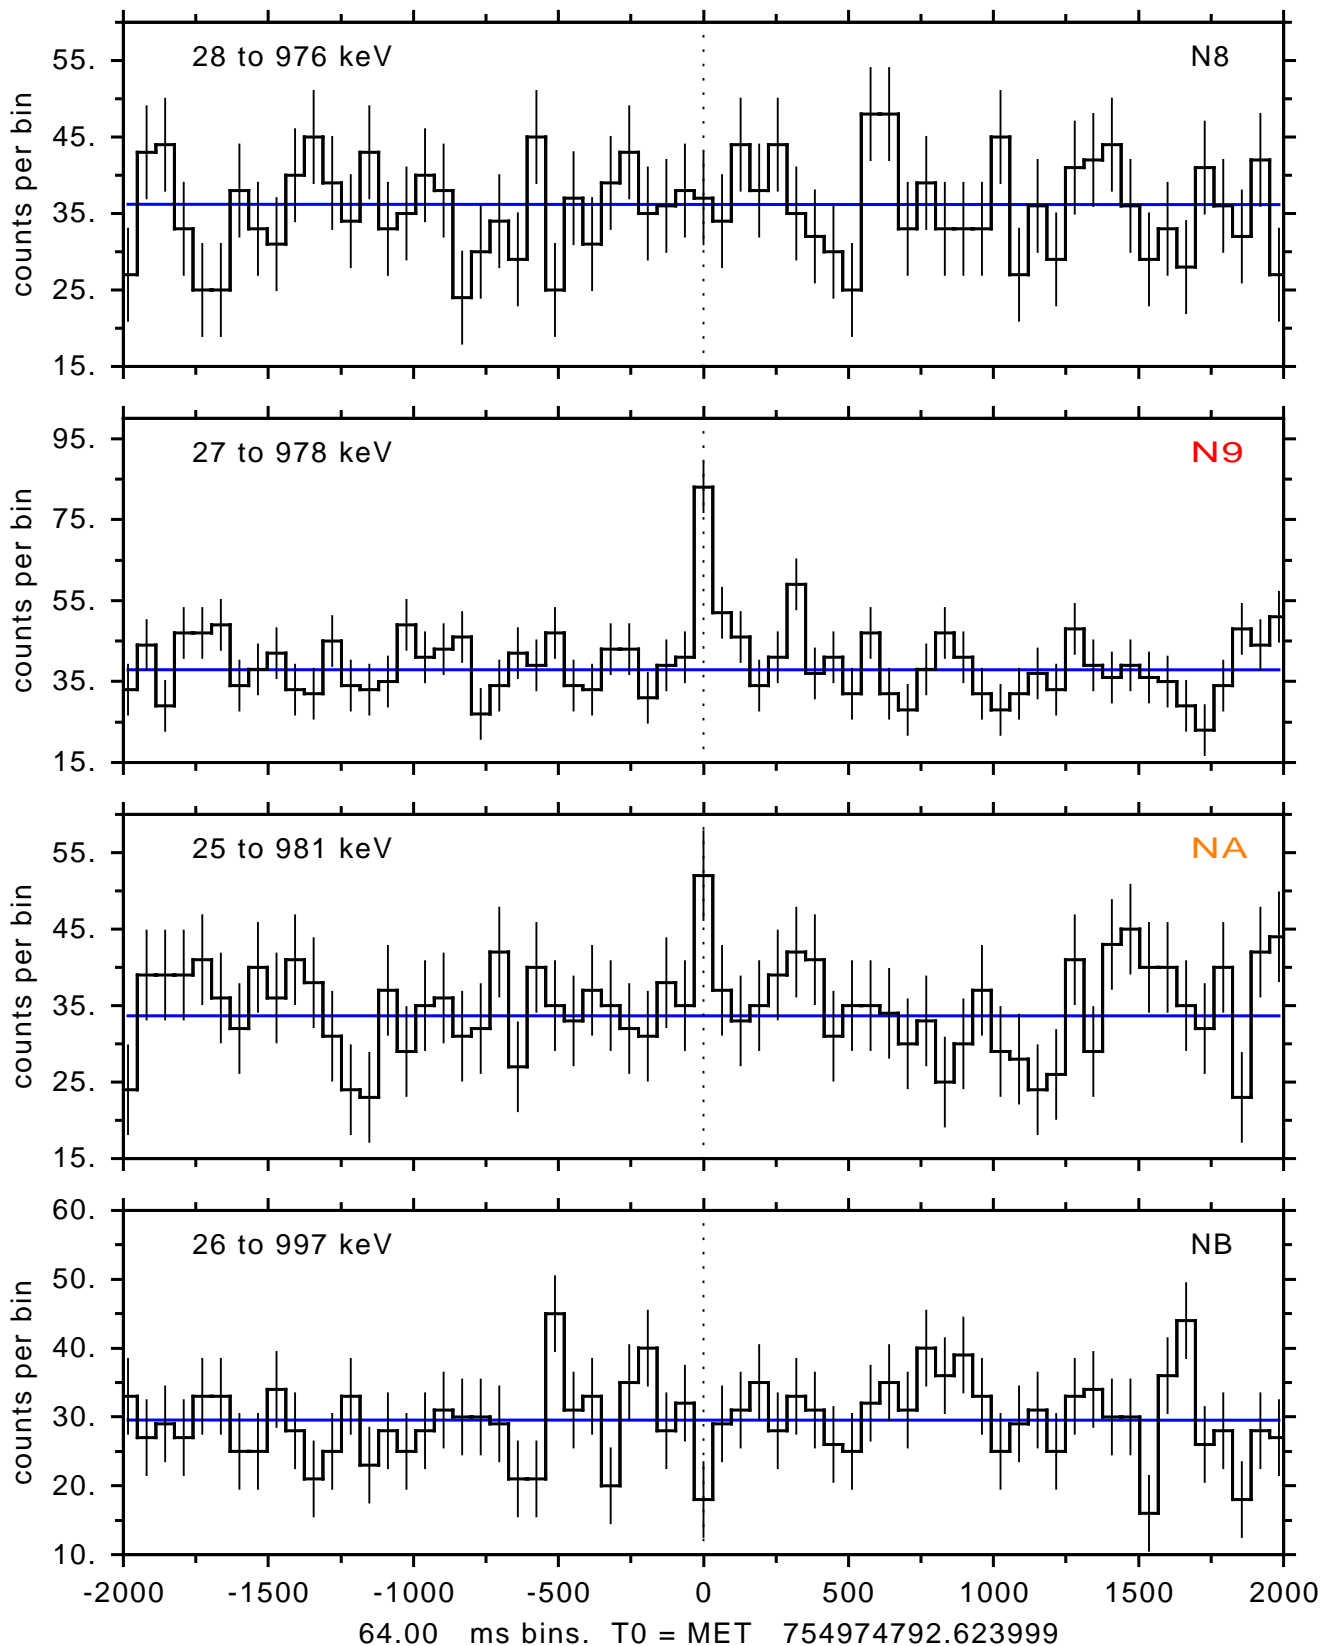 28 to 976 keV N8
55.
45.
35.
25.
15.
counts per bin
27 to 978 keV N9
95.
75.
55.
35.
15.
counts per bin
25 to 981 keV NA
55.
45.
35.
25.
15.
counts per bin
26 to 997 keV NB
60.
50.
40.
30.
20.
10.
counts per bin
-2000 -1500 -1000 -500 0 500 1000 1500 2000
64.00 ms bins. T0 = MET 754974792.623999